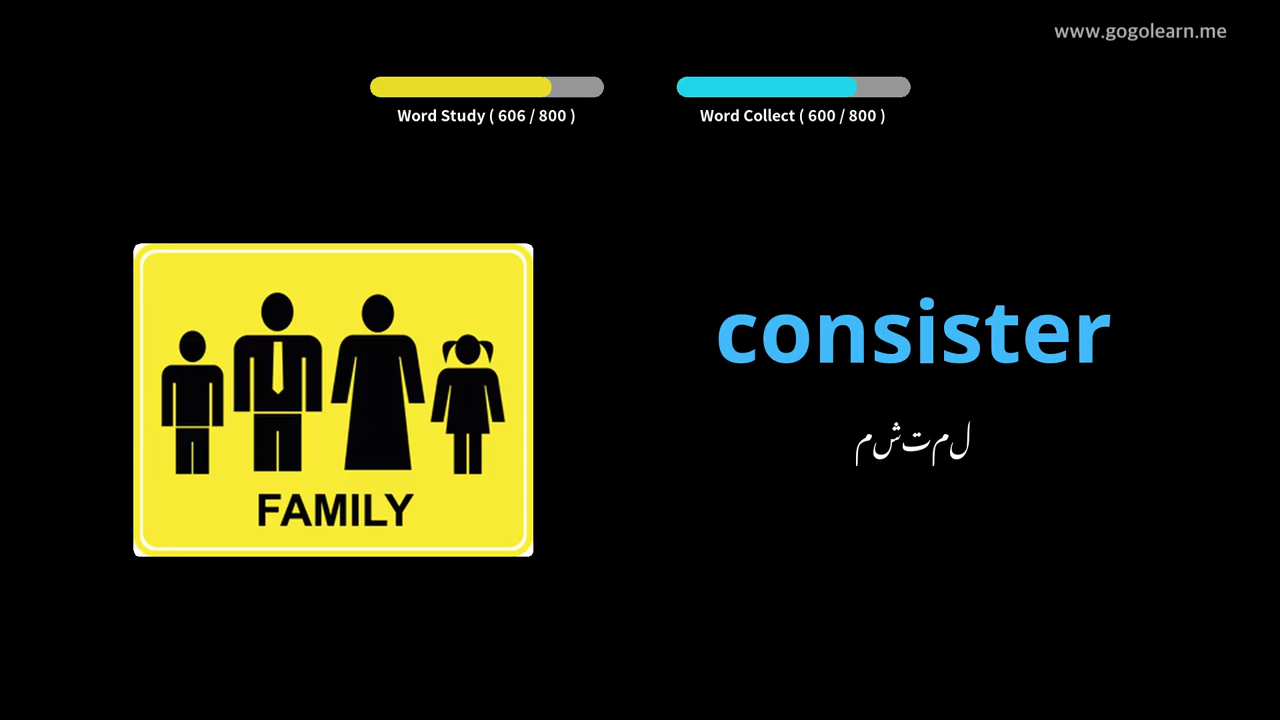 www.gogolearn.me
Word Study ( 606 / 800 )
Word Collect ( 600 / 800 )
FAMILY
consister
مشتمل